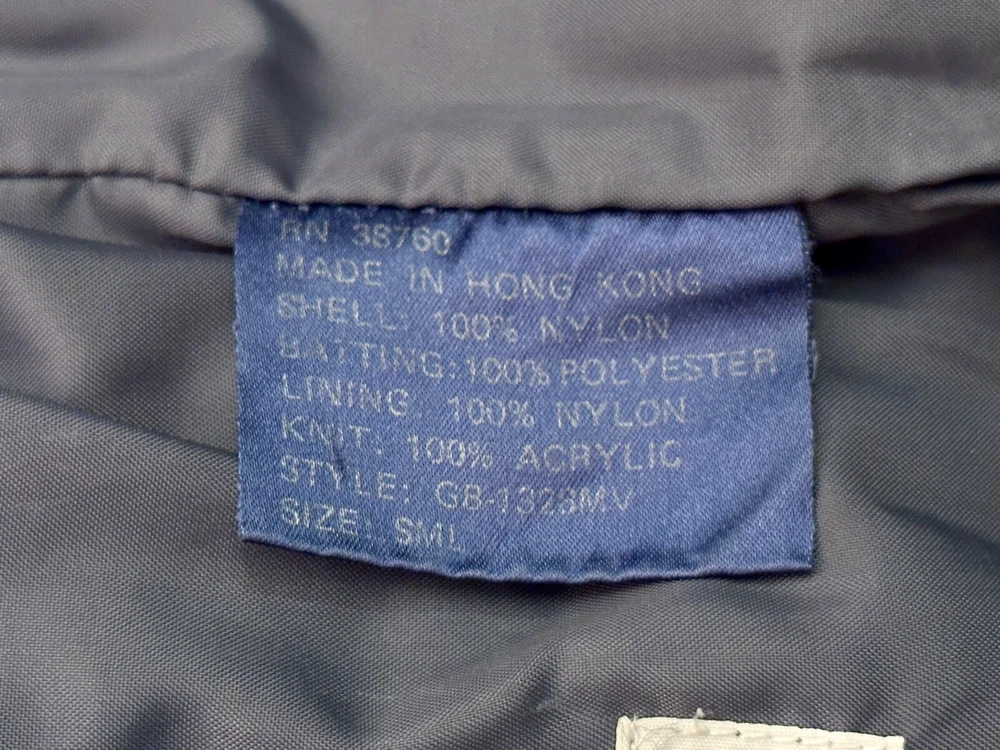 RN 38760
MADE IN HONG KONG
SHELL: 100% NYLON
BATTING: 100% POLYESTER
LINING: 100% NYLON
KNIT: 100% ACRYLIC
STYLE: GB-1328MV
SIZE: SML